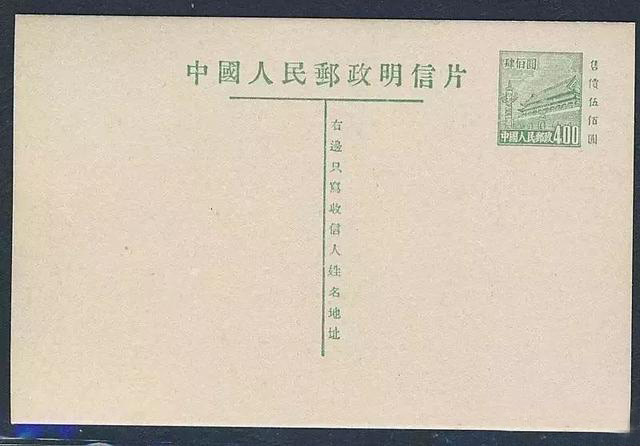 中國人民郵政明信片
右邊只寫收信人姓名地址
肆佰圓
中國人民郵政 400
售價伍佰圓